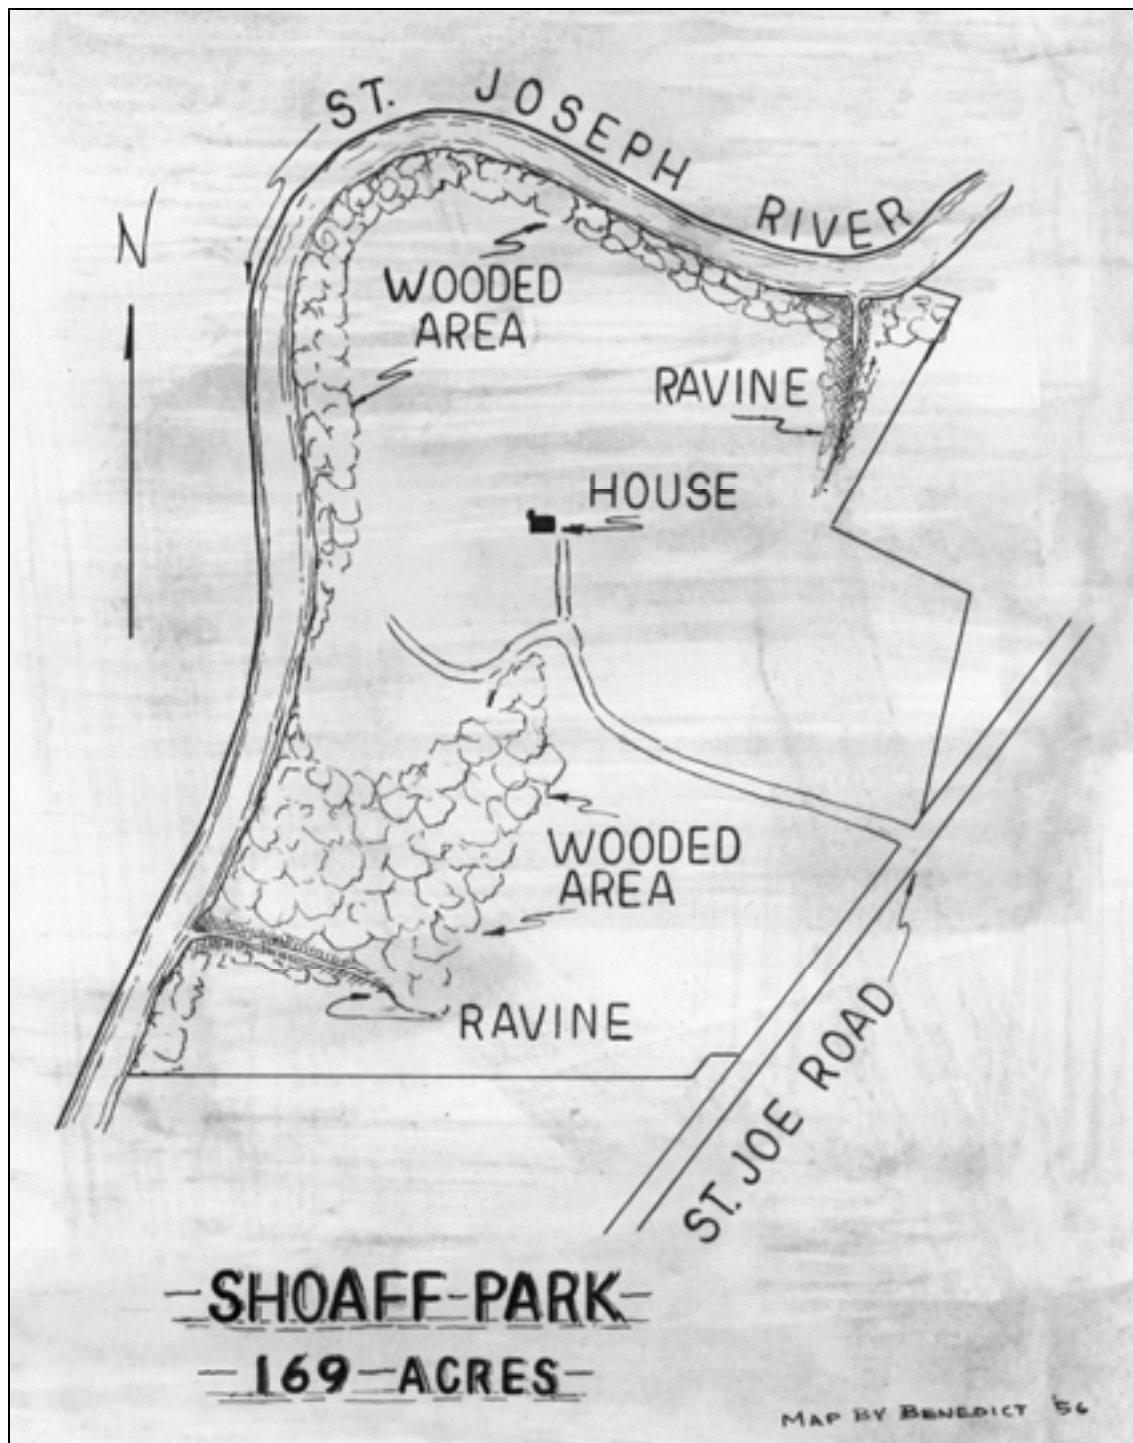 ST. JOSEPH RIVER
N
WOODED
AREA
RAVINE
HOUSE
WOODED
AREA
RAVINE
ST. JOE ROAD
SHOAFF PARK
169 ACRES
MAP BY BENEDICT '56